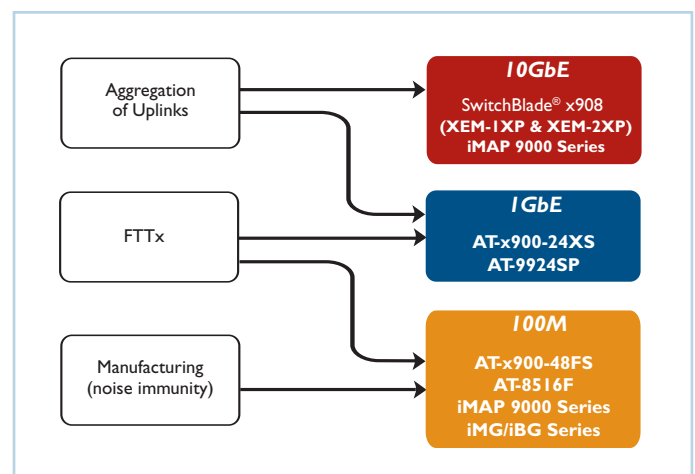 Aggregation
of Uplinks
FTTx
Manufacturing
(noise immunity)
10GbE
SwitchBlade® x908
(XEM-1XP & XEM-2XP)
iMAP 9000 Series
1GbE
AT-x900-24XS
AT-9924SP
100M
AT-x900-48FS
AT-8516F
iMAP 9000 Series
iMG/iBG Series